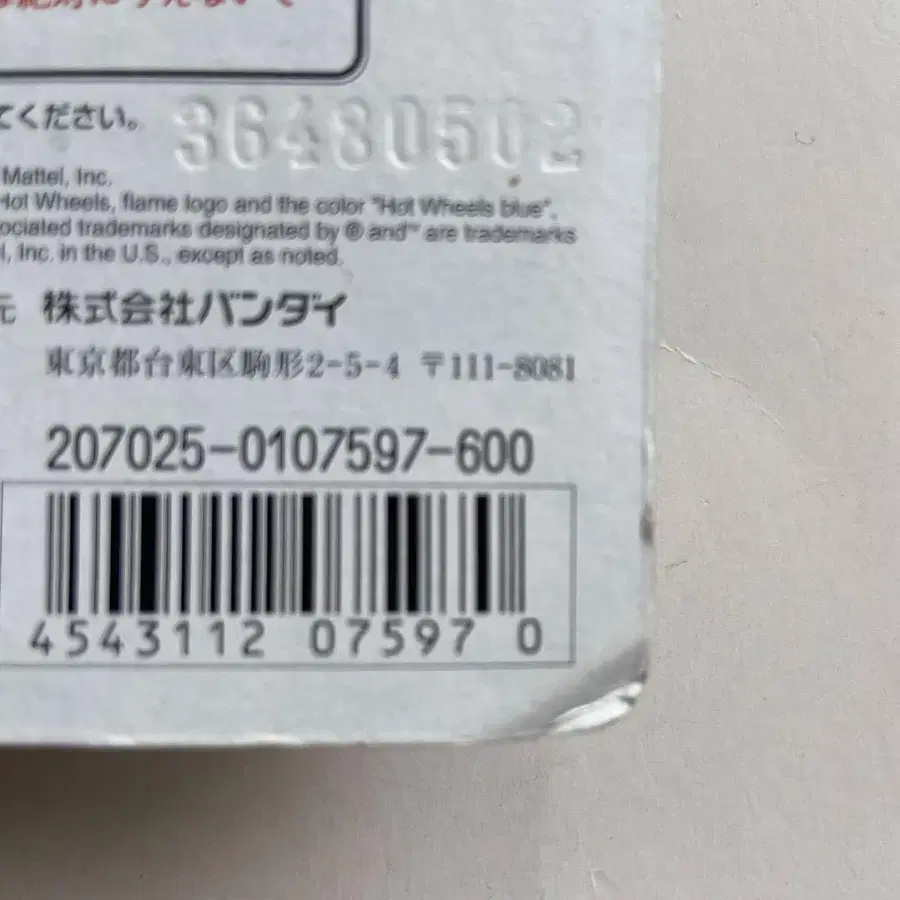 てください。
36480502
Mattel, Inc.
Hot Wheels, flame logo and the color "Hot Wheels blue",
ociated trademarks designated by ® and™ are trademarks
l, Inc. in the U.S., except as noted.
元 株式会社バンダイ
東京都台東区駒形2-5-4 〒111-8081
207025-0107597-600
4543112 07597 0